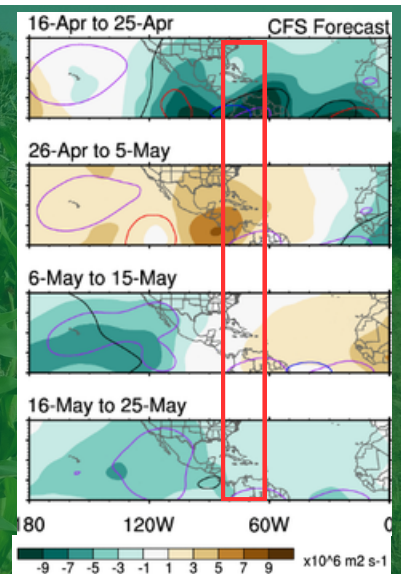 16-Apr to 25-Apr CFS Forecast
26-Apr to 5-May
6-May to 15-May
16-May to 25-May
180 120W 60W 0
-9 -7 -5 -3 -1 1 3 5 7 9 x10^6 m2 s-1